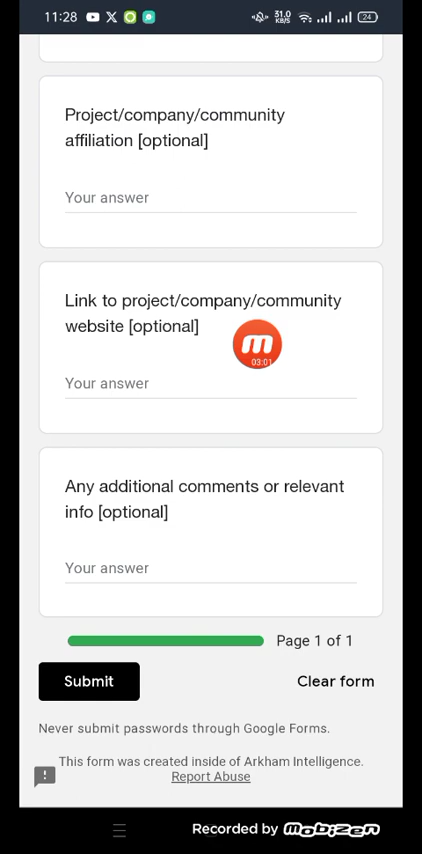 11:28
31.0
KB/S
24
Project/company/community
affiliation [optional]
Your answer
Link to project/company/community
website [optional]
m
03:01
Your answer
Any additional comments or relevant
info [optional]
Your answer
Page 1 of 1
Submit
Clear form
Never submit passwords through Google Forms.
This form was created inside of Arkham Intelligence.
Report Abuse
Recorded by mobizen